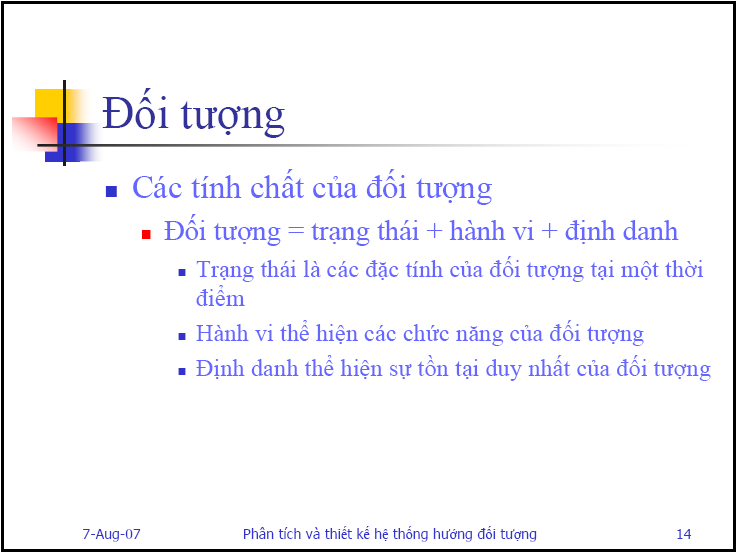 Đối tượng
Các tính chất của đối tượng
Đối tượng = trạng thái + hành vi + định danh
Trạng thái là các đặc tính của đối tượng tại một thời
điểm
Hành vi thể hiện các chức năng của đối tượng
Định danh thể hiện sự tồn tại duy nhất của đối tượng
7-Aug-07 Phân tích và thiết kế hệ thống hướng đối tượng 14